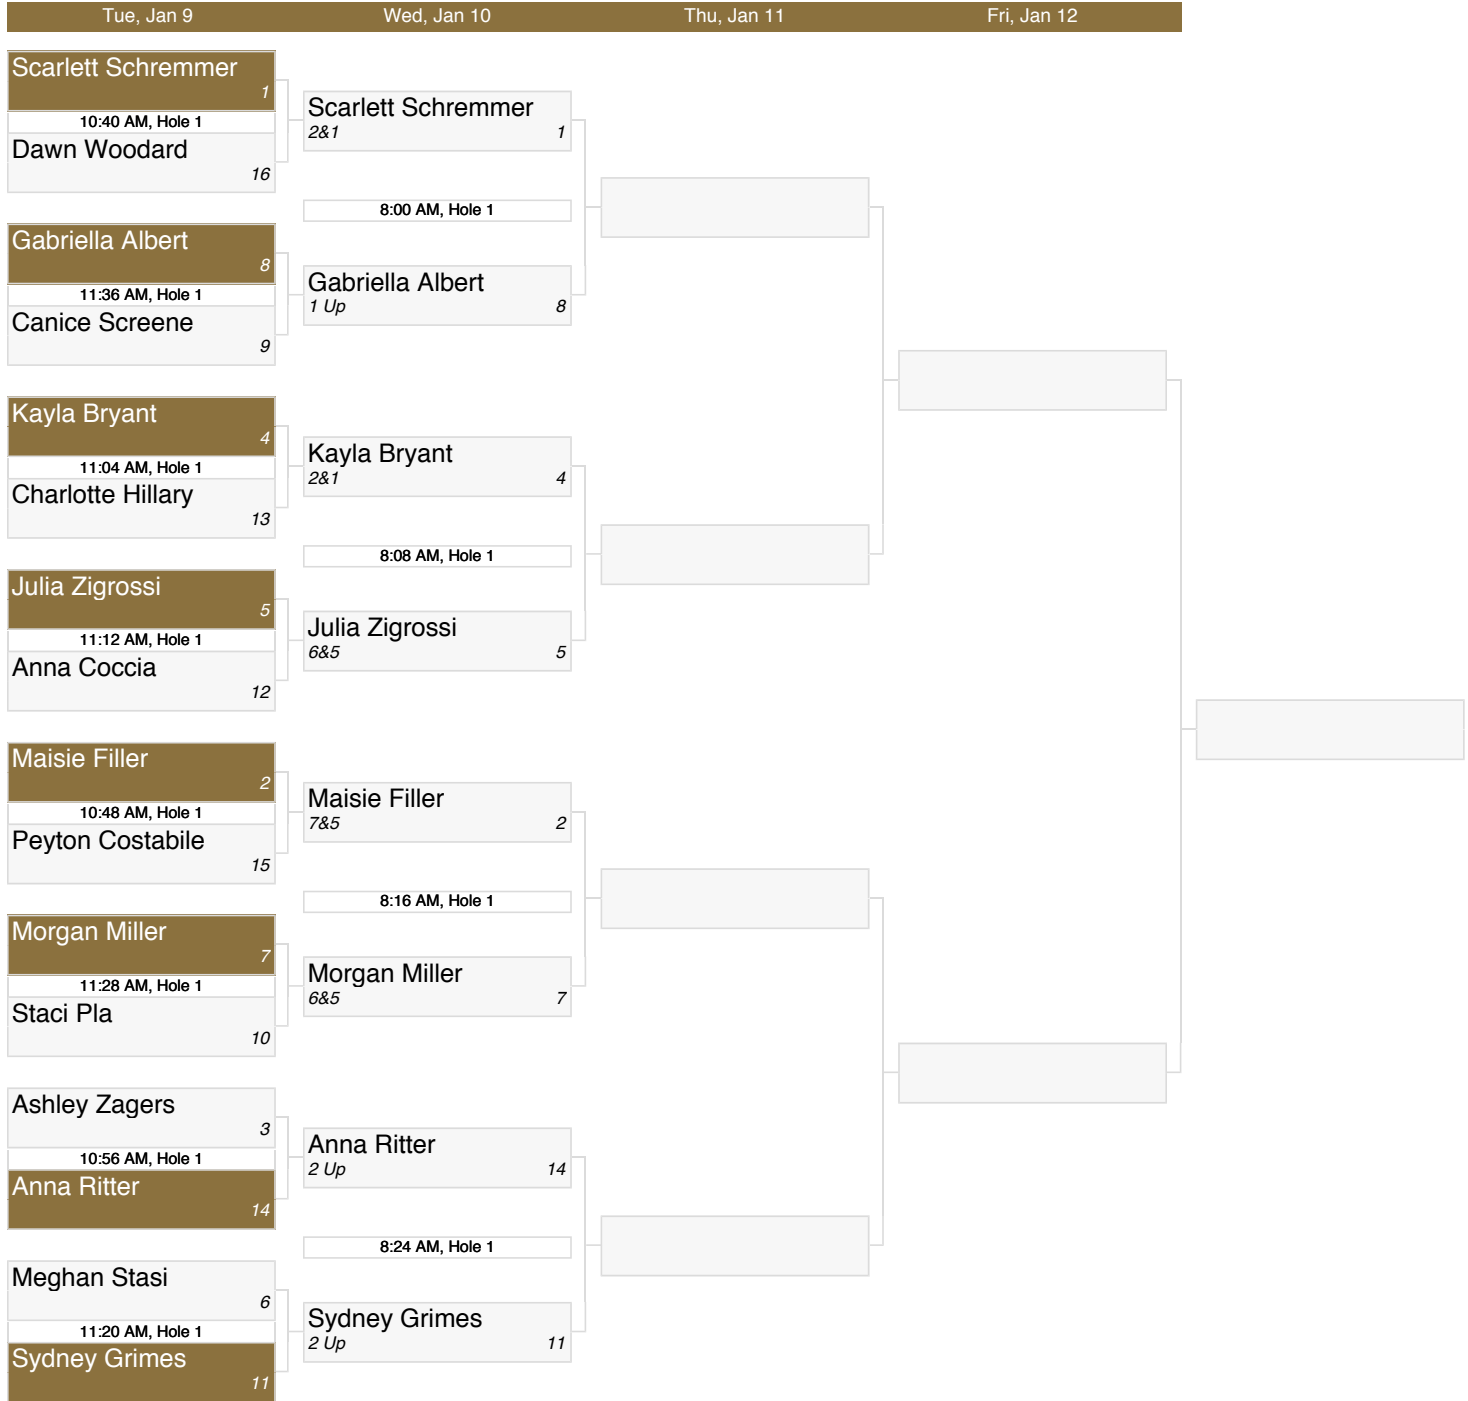 Tue, Jan 9
Wed, Jan 10
Thu, Jan 11
Fri, Jan 12
Scarlett Schremmer
1
10:40 AM, Hole 1
Dawn Woodard
16
Gabriella Albert
8
11:36 AM, Hole 1
Canice Screene
9
Kayla Bryant
4
11:04 AM, Hole 1
Charlotte Hillary
13
Julia Zigrossi
5
11:12 AM, Hole 1
Anna Coccia
12
Maisie Filler
2
10:48 AM, Hole 1
Peyton Costabile
15
Morgan Miller
7
11:28 AM, Hole 1
Staci Pla
10
Ashley Zagers
3
10:56 AM, Hole 1
Anna Ritter
14
Meghan Stasi
6
11:20 AM, Hole 1
Sydney Grimes
11
Scarlett Schremmer
2&1 1
8:00 AM, Hole 1
Gabriella Albert
1 Up 8
Kayla Bryant
2&1 4
8:08 AM, Hole 1
Julia Zigrossi
6&5 5
Maisie Filler
7&5 2
8:16 AM, Hole 1
Morgan Miller
6&5 7
Anna Ritter
2 Up 14
8:24 AM, Hole 1
Sydney Grimes
2 Up 11